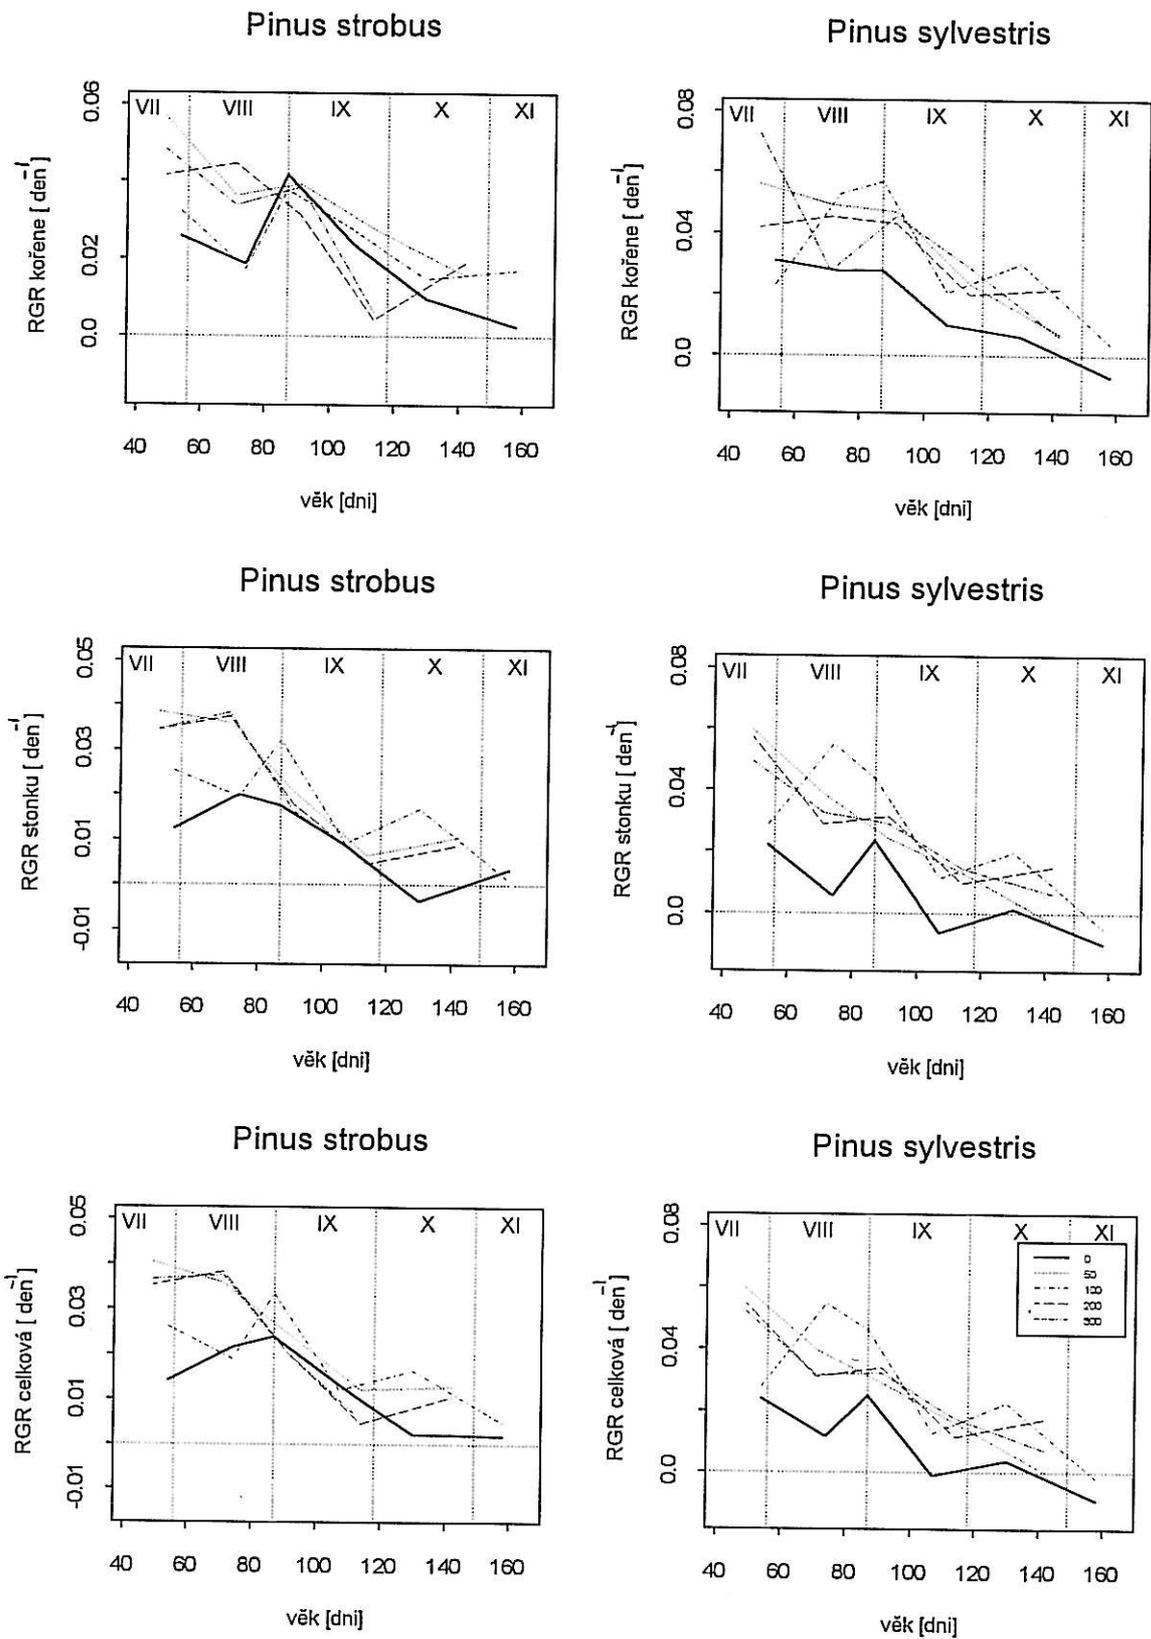 Pinus strobus
VII VIII IX X XI
RGR kořene [den⁻¹]
0.06
0.02
0.0
40 60 80 100 120 140 160
věk [dni]
Pinus sylvestris
VII VIII IX X XI
RGR kořene [den⁻¹]
0.08
0.04
0.0
40 60 80 100 120 140 160
věk [dni]
Pinus strobus
VII VIII IX X XI
RGR stonku [den⁻¹]
0.05
0.03
0.01
-0.01
40 60 80 100 120 140 160
věk [dni]
Pinus sylvestris
VII VIII IX X XI
RGR stonku [den⁻¹]
0.08
0.04
0.0
40 60 80 100 120 140 160
věk [dni]
Pinus strobus
VII VIII IX X XI
RGR celková [den⁻¹]
0.05
0.03
0.01
-0.01
40 60 80 100 120 140 160
věk [dni]
Pinus sylvestris
VII VIII IX X XI
RGR celková [den⁻¹]
0.08
0.04
0.0
0
50
100
200
300
40 60 80 100 120 140 160
věk [dni]